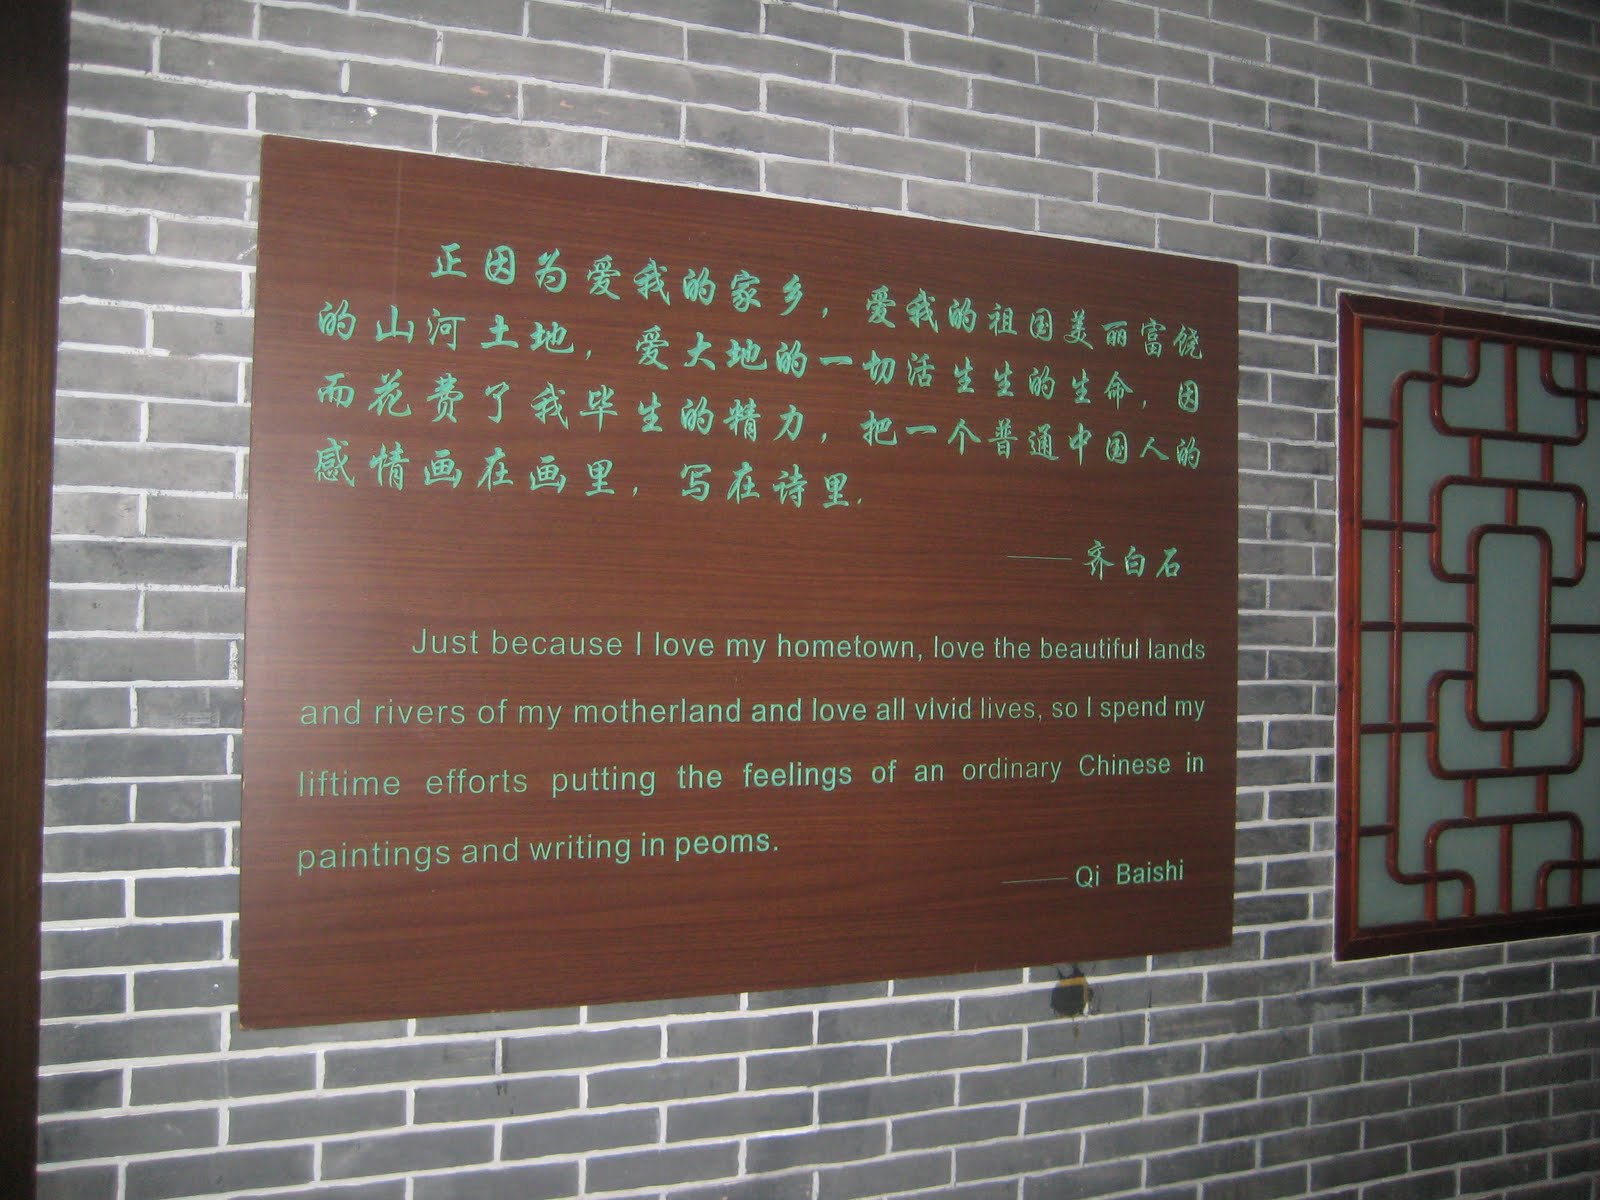 正因为爱我的家乡，爱我的祖国美丽富饶
的山河土地，爱大地的一切活生生的生命，因
而花费了我毕生的精力，把一个普通中国人的
感情画在画里，写在诗里.
——齐白石
Just because I love my hometown, love the beautiful lands
and rivers of my motherland and love all vlvid lives, so I spend my
liftime efforts putting the feelings of an ordinary Chinese in
paintings and writing in peoms.
——Qi Baishi